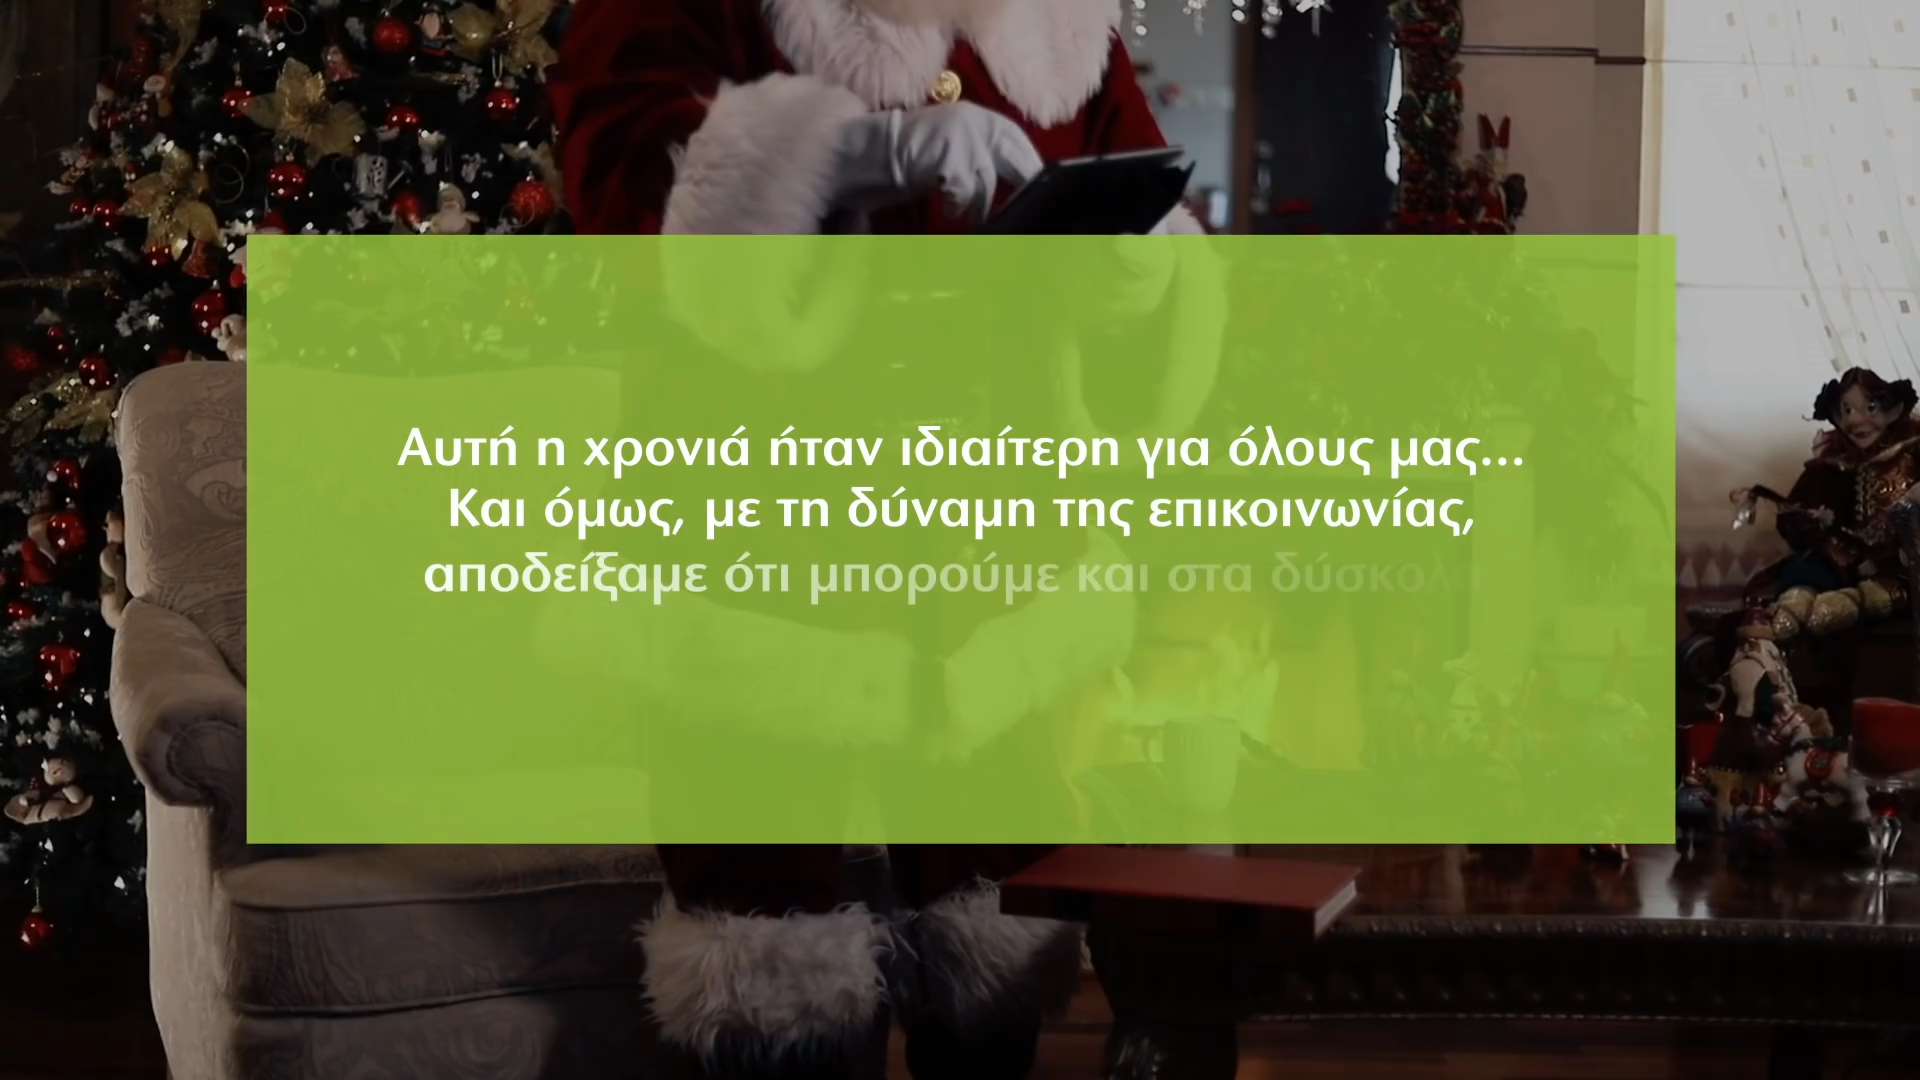 Αυτή η χρονιά ήταν ιδιαίτερη για όλους μας...
Και όμως, με τη δύναμη της επικοινωνίας,
αποδείξαμε ότι μπορούμε και στα